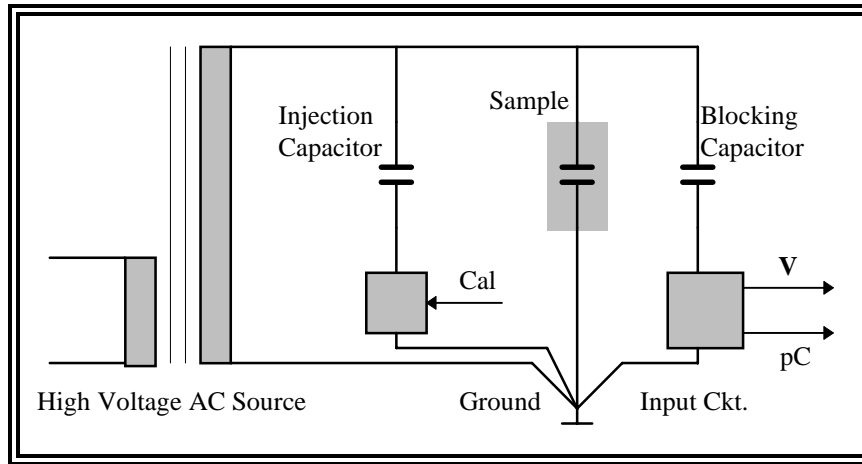 Injection
Capacitor
Sample
Blocking
Capacitor
Cal
V
pC
High Voltage AC Source
Ground
Input Ckt.